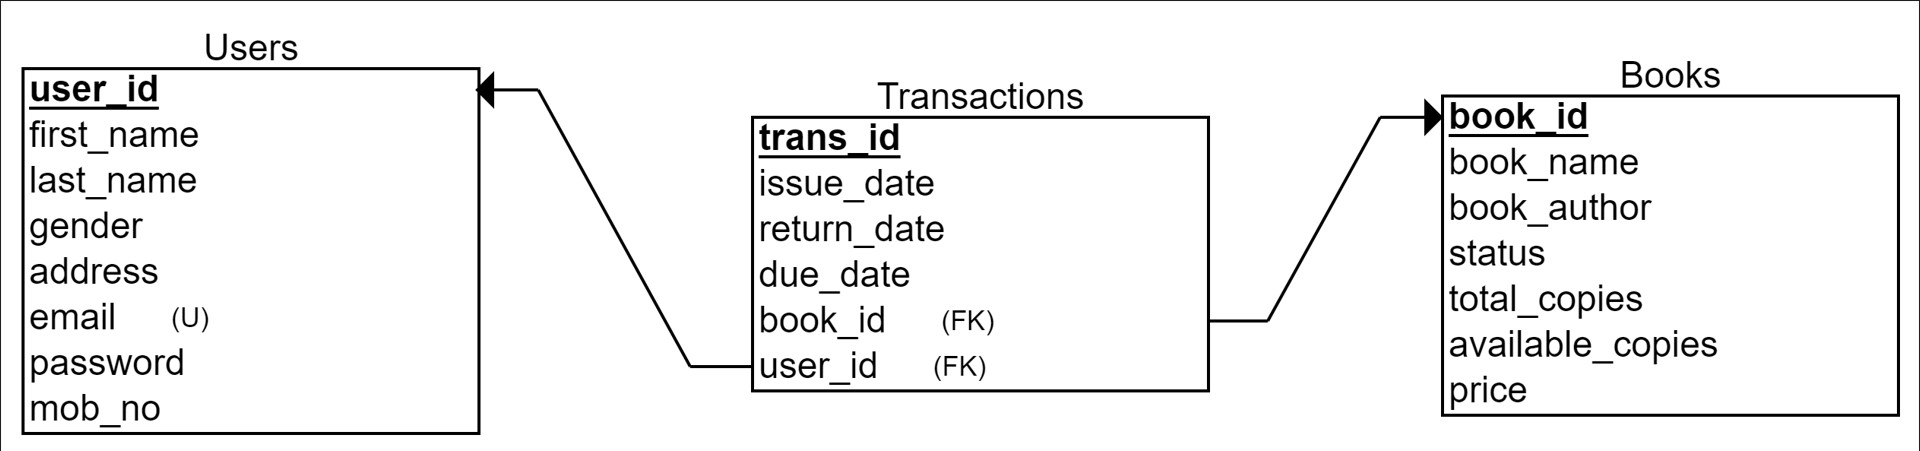 Users
user_id
first_name
last_name
gender
address
email (U)
password
mob_no
Transactions
trans_id
issue_date
return_date
due_date
book_id (FK)
user_id (FK)
Books
book_id
book_name
book_author
status
total_copies
available_copies
price